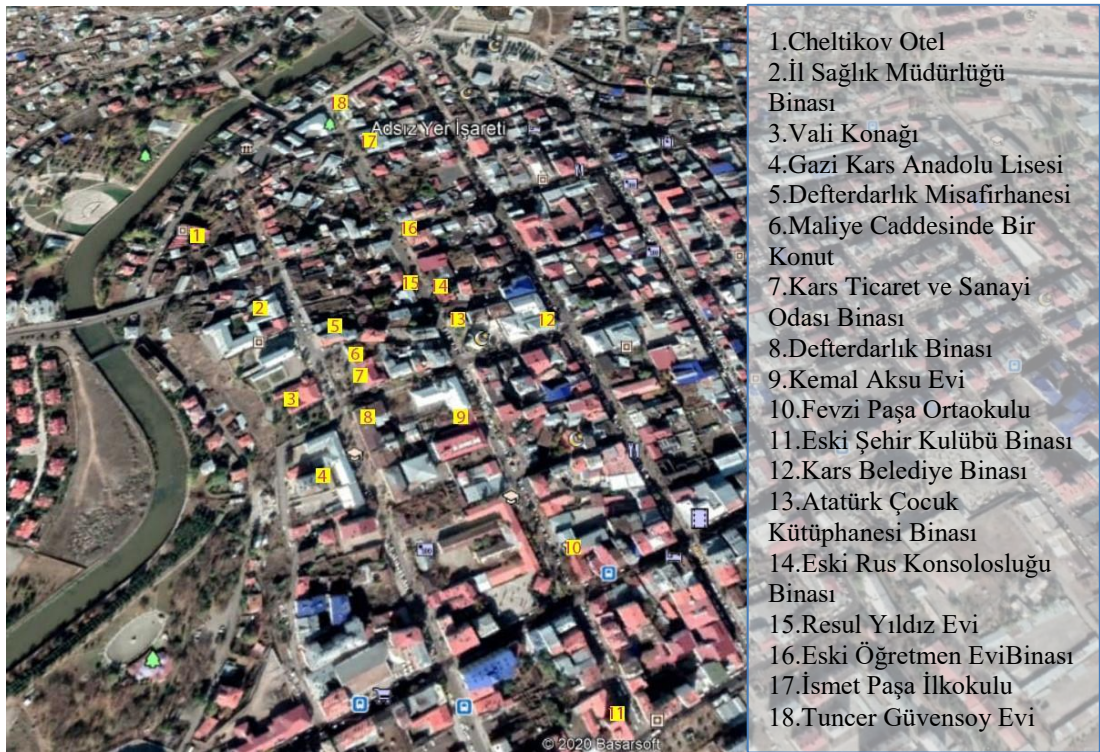 18
Adsız Yer İşareti
17
16
1
15
14
2
13
12
5
6
7
3
8
9
4
10
11
© 2020 Basarsoft
1.Cheltikov Otel
2.İl Sağlık Müdürlüğü
Binası
3.Vali Konağı
4.Gazi Kars Anadolu Lisesi
5.Defterdarlık Misafirhanesi
6.Maliye Caddesinde Bir
Konut
7.Kars Ticaret ve Sanayi
Odası Binası
8.Defterdarlık Binası
9.Kemal Aksu Evi
10.Fevzi Paşa Ortaokulu
11.Eski Şehir Kulübü Binası
12.Kars Belediye Binası
13.Atatürk Çocuk
Kütüphanesi Binası
14.Eski Rus Konsolosluğu
Binası
15.Resul Yıldız Evi
16.Eski Öğretmen EviBinası
17.İsmet Paşa İlkokulu
18.Tuncer Güvensoy Evi